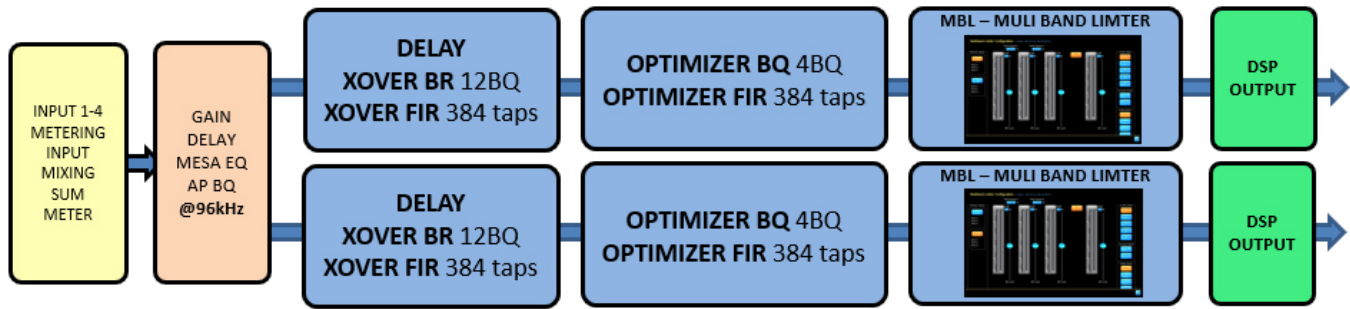 INPUT 1-4
METERING
INPUT
MIXING
SUM
METER
GAIN
DELAY
MESA EQ
AP BQ
@96kHz
DELAY
XOVER BR 12BQ
XOVER FIR 384 taps
OPTIMIZER BQ 4BQ
OPTIMIZER FIR 384 taps
MBL – MULI BAND LIMTER
DSP
OUTPUT
DELAY
XOVER BR 12BQ
XOVER FIR 384 taps
OPTIMIZER BQ 4BQ
OPTIMIZER FIR 384 taps
MBL – MULI BAND LIMTER
DSP
OUTPUT